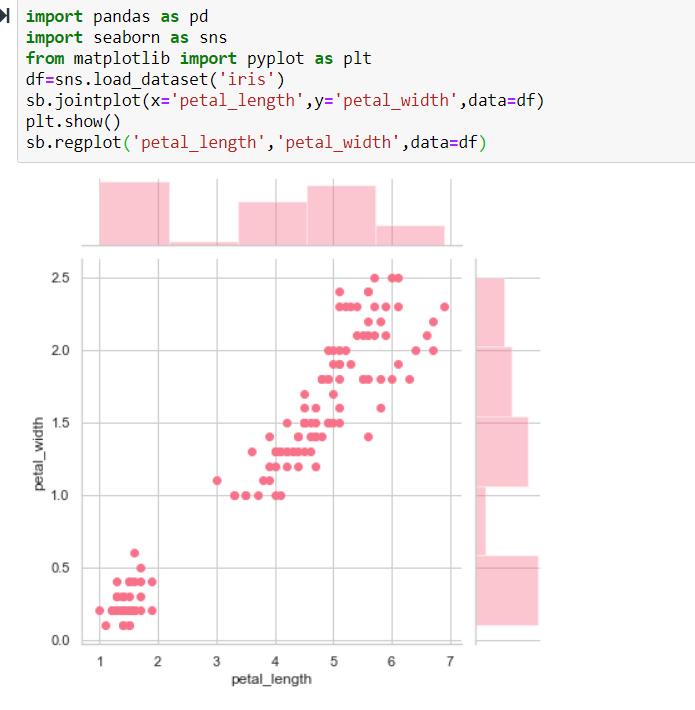 import pandas as pd
import seaborn as sns
from matplotlib import pyplot as plt
df=sns.load_dataset('iris')
sb.jointplot(x='petal_length',y='petal_width',data=df)
plt.show()
sb.regplot('petal_length','petal_width',data=df)
2.5
2.0
1.5
1.0
0.5
0.0
petal_width
1 2 3 4 5 6 7
petal_length